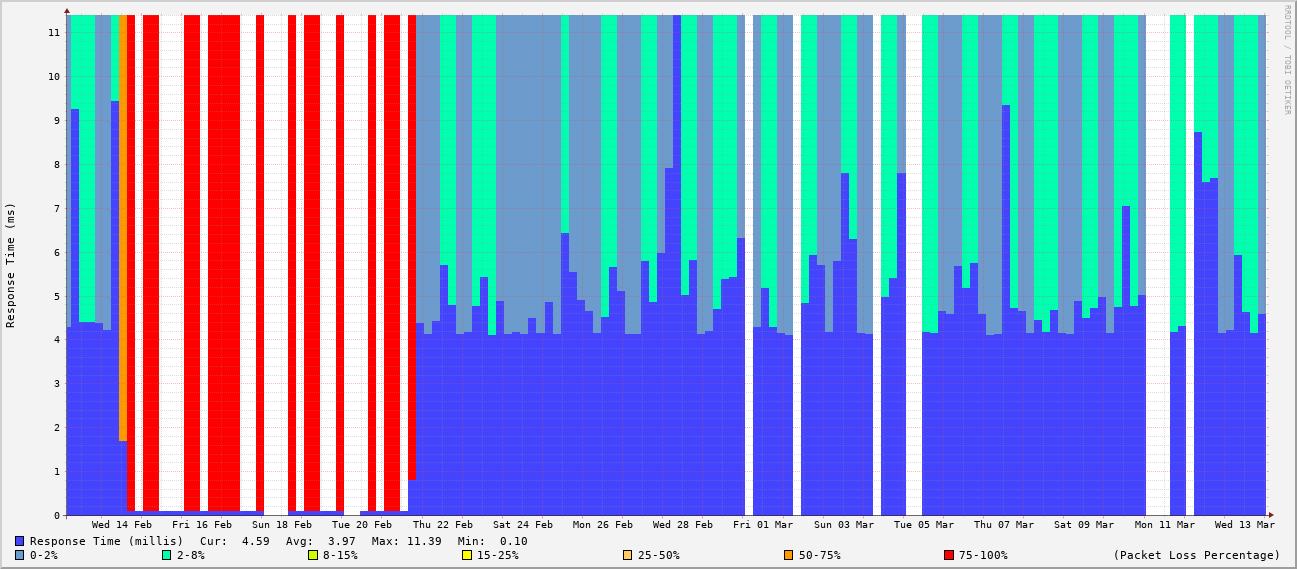 RRDTOOL / TOBI OETIKER
Response Time (ms)
11
10
9
8
7
6
5
4
3
2
1
0
Wed 14 Feb Fri 16 Feb Sun 18 Feb Tue 20 Feb Thu 22 Feb Sat 24 Feb Mon 26 Feb Wed 28 Feb Fri 01 Mar Sun 03 Mar Tue 05 Mar Thu 07 Mar Sat 09 Mar Mon 11 Mar Wed 13 Mar
Response Time (millis) Cur: 4.59 Avg: 3.97 Max: 11.39 Min: 0.10
0-2% 2-8% 8-15% 15-25% 25-50% 50-75% 75-100% (Packet Loss Percentage)